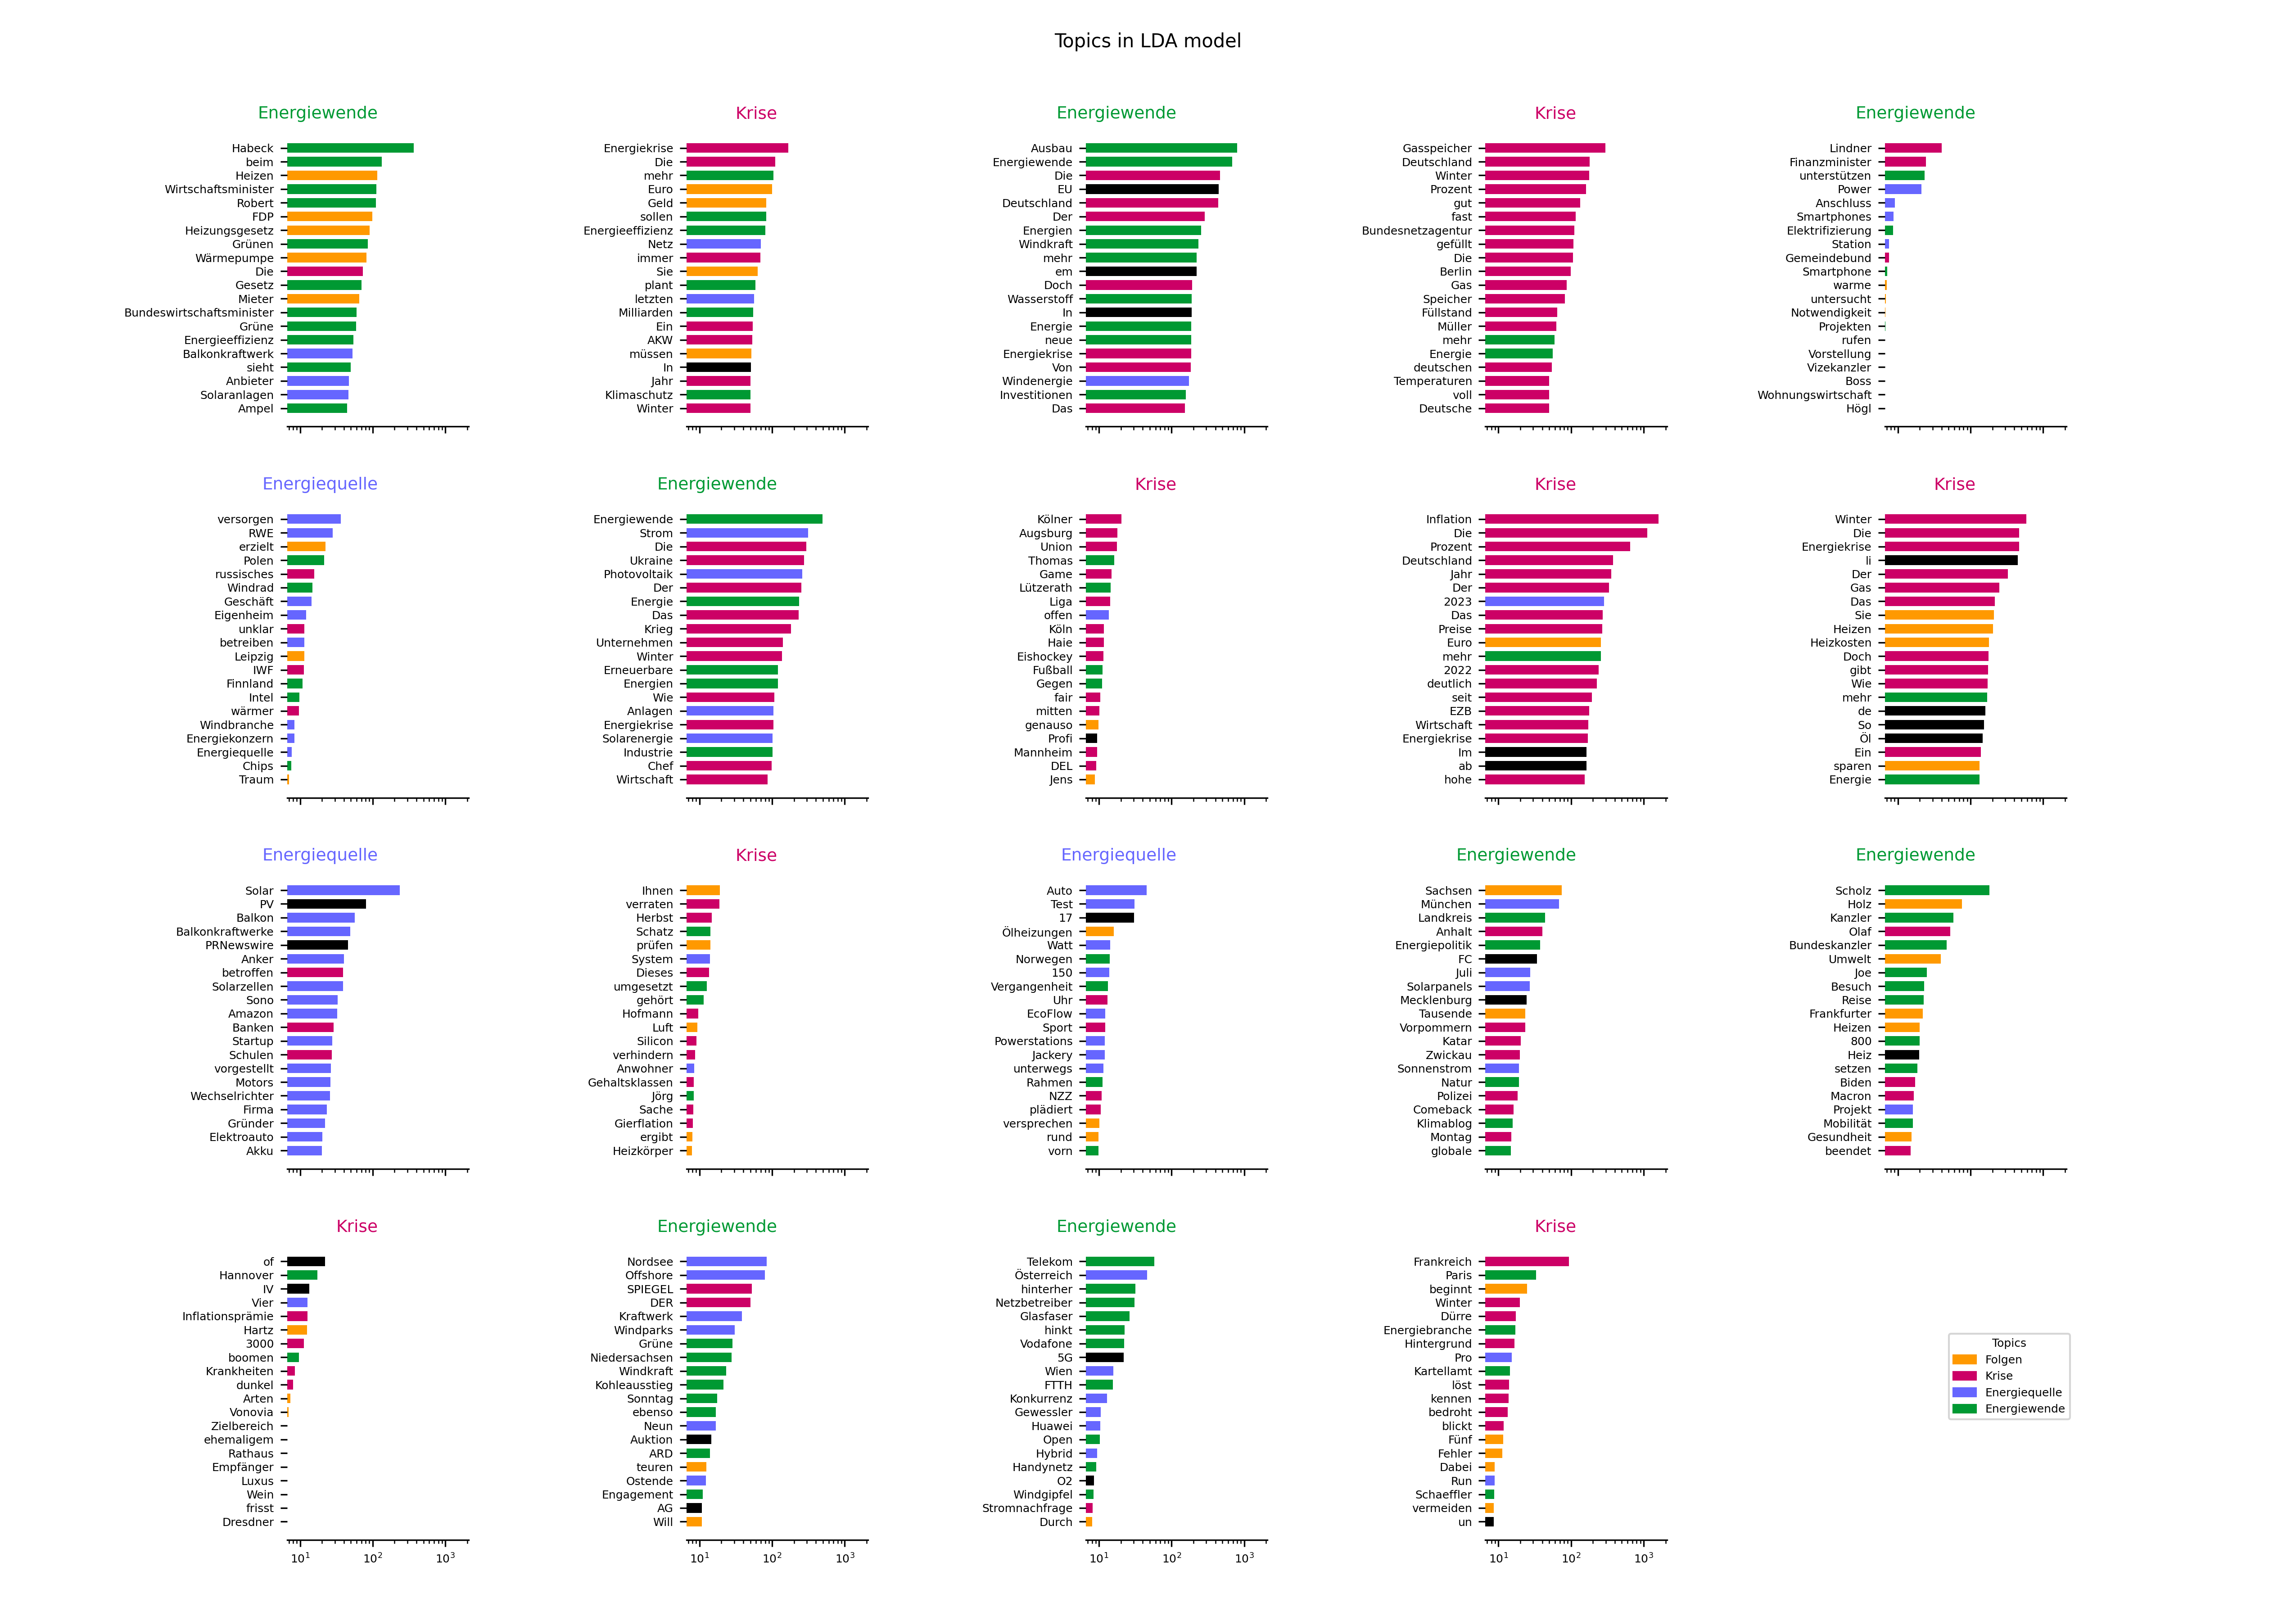 Topics in LDA model
Energiewende
Habeck
beim
Heizen
Wirtschaftsminister
Robert
FDP
Heizungsgesetz
Grünen
Wärmepumpe
Die
Gesetz
Mieter
Bundeswirtschaftsminister
Grüne
Energieeffizienz
Balkonkraftwerk
sieht
Anbieter
Solaranlagen
Ampel
Krise
Energiekrise
Die
mehr
Euro
Geld
sollen
Energieeffizienz
Netz
immer
Sie
plant
letzten
Milliarden
Ein
AKW
müssen
In
Jahr
Klimaschutz
Winter
Energiewende
Ausbau
Energiewende
Die
EU
Deutschland
Der
Energien
Windkraft
mehr
em
Doch
Wasserstoff
In
Energie
neue
Energiekrise
Von
Windenergie
Investitionen
Das
Krise
Gasspeicher
Deutschland
Winter
Prozent
gut
fast
Bundesnetzagentur
gefüllt
Die
Berlin
Gas
Speicher
Füllstand
Müller
mehr
Energie
deutschen
Temperaturen
voll
Deutsche
Energiewende
Lindner
Finanzminister
unterstützen
Power
Anschluss
Smartphones
Elektrifizierung
Station
Gemeindebund
Smartphone
warme
untersucht
Notwendigkeit
Projekten
rufen
Vorstellung
Vizekanzler
Boss
Wohnungswirtschaft
Högl
Energiequelle
versorgen
RWE
erzielt
Polen
russisches
Windrad
Geschäft
Eigenheim
unklar
betreiben
Leipzig
IWF
Finnland
Intel
wärmer
Windbranche
Energiekonzern
Energiequelle
Chips
Traum
Energiewende
Energiewende
Strom
Die
Ukraine
Photovoltaik
Der
Energie
Das
Krieg
Unternehmen
Winter
Erneuerbare
Energien
Wie
Anlagen
Energiekrise
Solarenergie
Industrie
Chef
Wirtschaft
Krise
Kölner
Augsburg
Union
Thomas
Game
Lützerath
Liga
offen
Köln
Haie
Eishockey
Fußball
Gegen
fair
mitten
genauso
Profi
Mannheim
DEL
Jens
Krise
Inflation
Die
Prozent
Deutschland
Jahr
Der
2023
Das
Preise
Euro
mehr
2022
deutlich
seit
EZB
Wirtschaft
Energiekrise
Im
ab
hohe
Krise
Winter
Die
Energiekrise
li
Der
Gas
Das
Sie
Heizen
Heizkosten
Doch
gibt
Wie
mehr
de
So
Öl
Ein
sparen
Energie
Energiequelle
Solar
PV
Balkon
Balkonkraftwerke
PRNewswire
Anker
betroffen
Solarzellen
Sono
Amazon
Banken
Startup
Schulen
vorgestellt
Motors
Wechselrichter
Firma
Gründer
Elektroauto
Akku
Krise
Ihnen
verraten
Herbst
Schatz
prüfen
System
Dieses
umgesetzt
gehört
Hofmann
Luft
Silicon
verhindern
Anwohner
Gehaltsklassen
Jörg
Sache
Gierflation
ergibt
Heizkörper
Energiequelle
Auto
Test
17
Ölheizungen
Watt
Norwegen
150
Vergangenheit
Uhr
EcoFlow
Sport
Powerstations
Jackery
unterwegs
Rahmen
NZZ
plädiert
versprechen
rund
vorn
Energiewende
Sachsen
München
Landkreis
Anhalt
Energiepolitik
FC
Juli
Solarpanels
Mecklenburg
Tausende
Vorpommern
Katar
Zwickau
Sonnenstrom
Natur
Polizei
Comeback
Klimablog
Montag
globale
Energiewende
Scholz
Holz
Kanzler
Olaf
Bundeskanzler
Umwelt
Joe
Besuch
Reise
Frankfurter
Heizen
800
Heiz
setzen
Biden
Macron
Projekt
Mobilität
Gesundheit
beendet
Krise
of
Hannover
IV
Vier
Inflationsprämie
Hartz
3000
boomen
Krankheiten
dunkel
Arten
Vonovia
Zielbereich
ehemaligem
Rathaus
Empfänger
Luxus
Wein
frisst
Dresdner
10¹ 10² 10³
Energiewende
Nordsee
Offshore
SPIEGEL
DER
Kraftwerk
Windparks
Grüne
Niedersachsen
Windkraft
Kohleausstieg
Sonntag
ebenso
Neun
Auktion
ARD
teuren
Ostende
Engagement
AG
Will
10¹ 10² 10³
Energiewende
Telekom
Österreich
hinterher
Netzbetreiber
Glasfaser
hinkt
Vodafone
5G
Wien
FTTH
Konkurrenz
Gewessler
Huawei
Open
Hybrid
Handynetz
O2
Windgipfel
Stromnachfrage
Durch
10¹ 10² 10³
Krise
Frankreich
Paris
beginnt
Winter
Dürre
Energiebranche
Hintergrund
Pro
Kartellamt
löst
kennen
bedroht
blickt
Fünf
Fehler
Dabei
Run
Schaeffler
vermeiden
un
10¹ 10² 10³
Topics
Folgen
Krise
Energiequelle
Energiewende